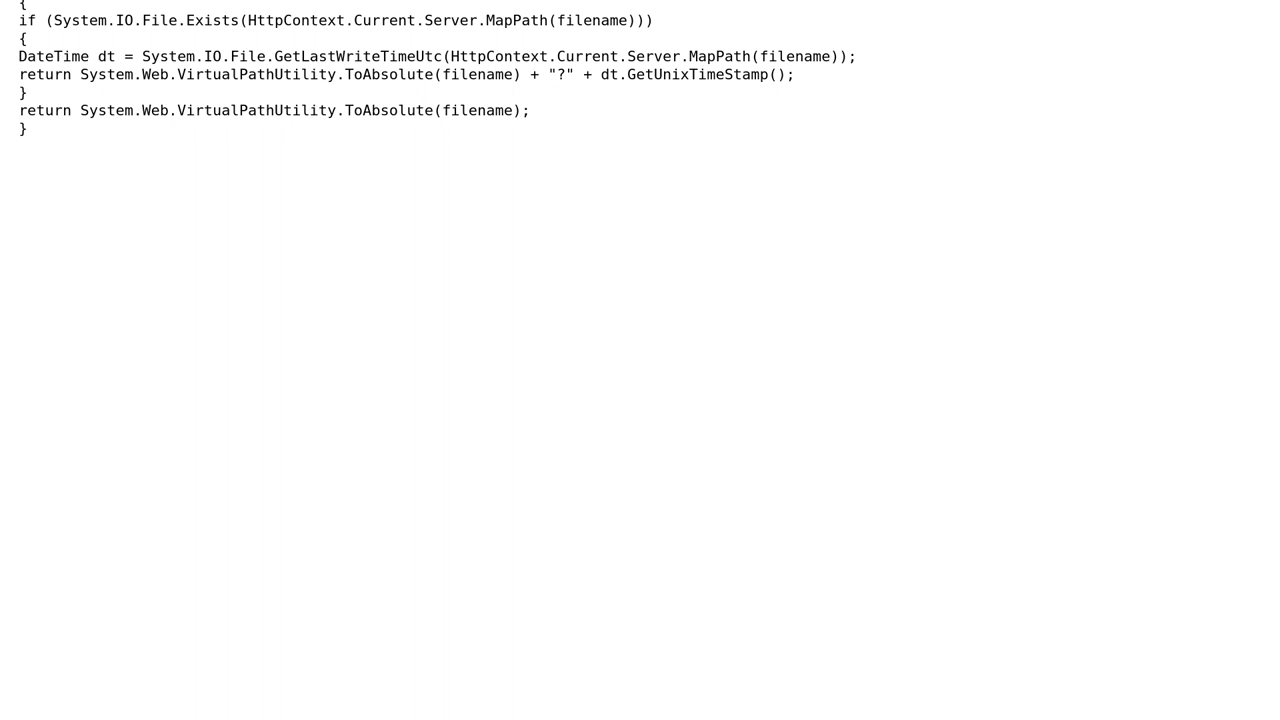 {
if (System.IO.File.Exists(HttpContext.Current.Server.MapPath(filename)))
{
DateTime dt = System.IO.File.GetLastWriteTimeUtc(HttpContext.Current.Server.MapPath(filename));
return System.Web.VirtualPathUtility.ToAbsolute(filename) + "?" + dt.GetUnixTimeStamp();
}
return System.Web.VirtualPathUtility.ToAbsolute(filename);
}